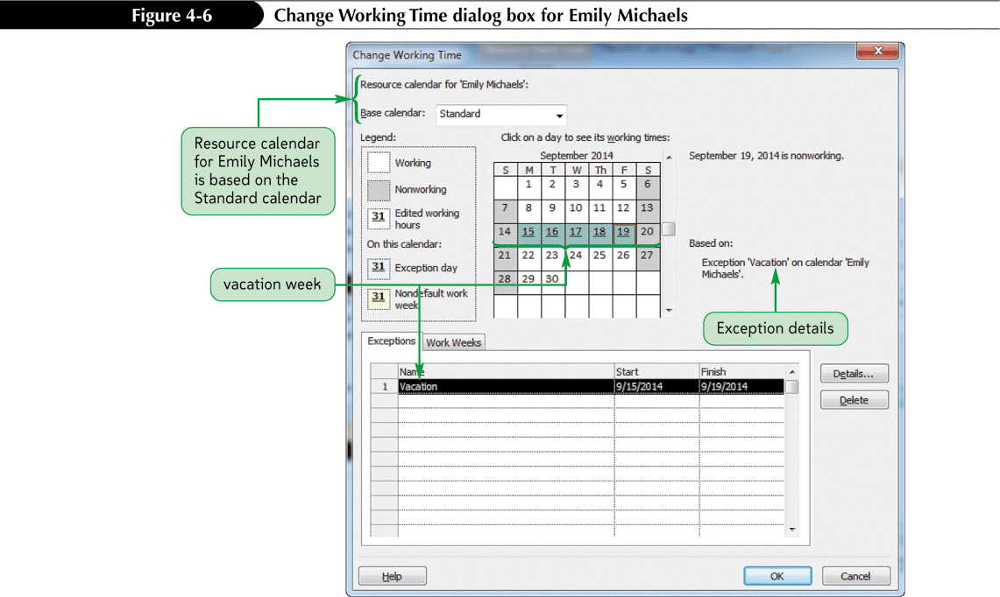 Figure 4-6 Change Working Time dialog box for Emily Michaels
Change Working Time
Resource calendar for 'Emily Michaels':
Base calendar: Standard
Resource calendar
for Emily Michaels
is based on the
Standard calendar
Legend:
Working
Nonworking
31 Edited working
hours
On this calendar:
31 Exception day
31 Nondefault work
week
vacation week
Click on a day to see its working times:
September 2014
S M T W Th F S
1 2 3 4 5 6
7 8 9 10 11 12 13
14 15 16 17 18 19 20
21 22 23 24 25 26 27
28 29 30
September 19, 2014 is nonworking.
Based on:
Exception 'Vacation' on calendar 'Emily
Michaels'.
Exception details
Exceptions Work Weeks
Name Start Finish
1 Vacation 9/15/2014 9/19/2014
Details...
Delete
Help OK Cancel